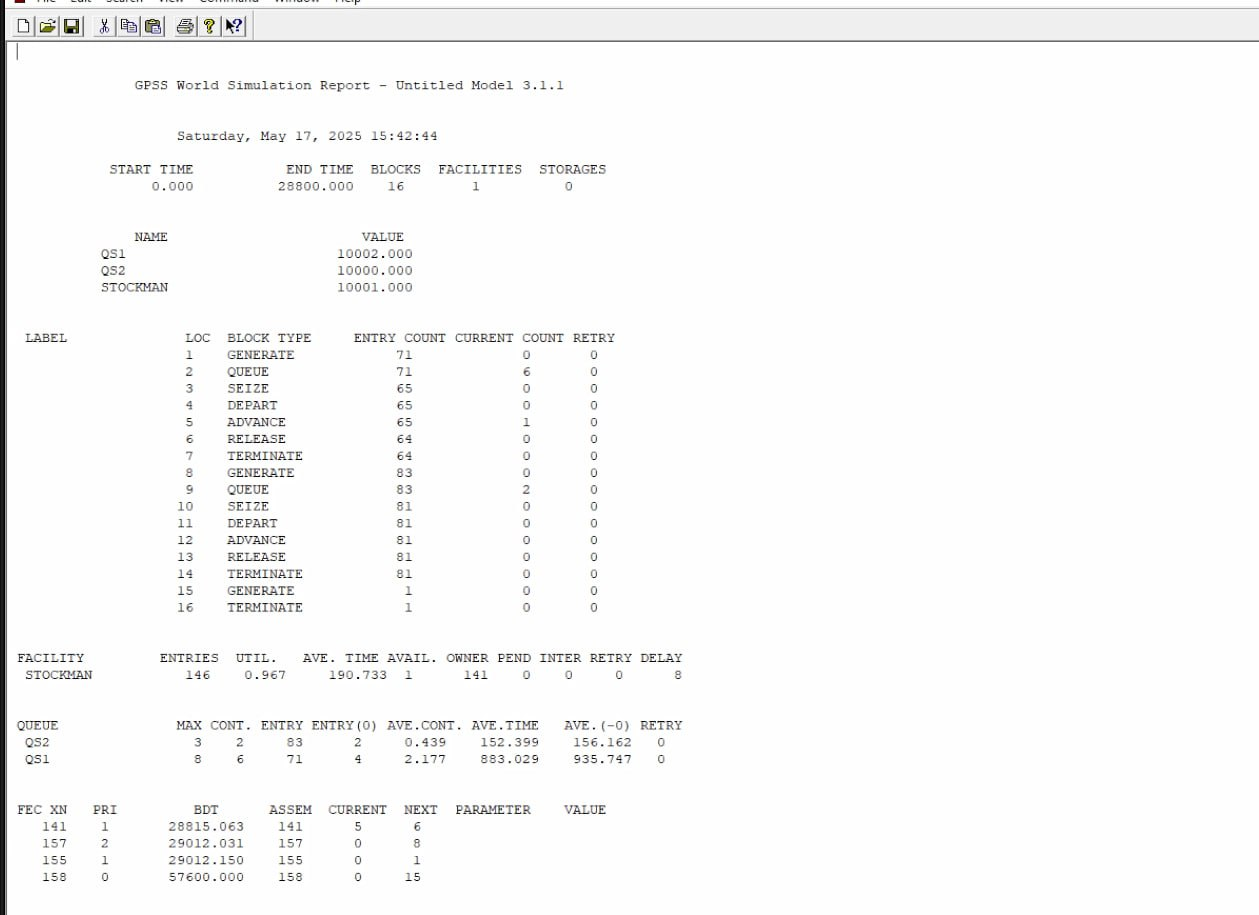 File Edit Search View Command Window Help
GPSS World Simulation Report - Untitled Model 3.1.1
Saturday, May 17, 2025 15:42:44
START TIME END TIME BLOCKS FACILITIES STORAGES
0.000 28800.000 16 1 0
NAME VALUE
QS1 10002.000
QS2 10000.000
STOCKMAN 10001.000
LABEL LOC BLOCK TYPE ENTRY COUNT CURRENT COUNT RETRY
1 GENERATE 71 0 0
2 QUEUE 71 6 0
3 SEIZE 65 0 0
4 DEPART 65 0 0
5 ADVANCE 65 1 0
6 RELEASE 64 0 0
7 TERMINATE 64 0 0
8 GENERATE 83 0 0
9 QUEUE 83 2 0
10 SEIZE 81 0 0
11 DEPART 81 0 0
12 ADVANCE 81 0 0
13 RELEASE 81 0 0
14 TERMINATE 81 0 0
15 GENERATE 1 0 0
16 TERMINATE 1 0 0
FACILITY ENTRIES UTIL. AVE. TIME AVAIL. OWNER PEND INTER RETRY DELAY
STOCKMAN 146 0.967 190.733 1 141 0 0 0 8
QUEUE MAX CONT. ENTRY ENTRY(0) AVE.CONT. AVE.TIME AVE.(-0) RETRY
QS2 3 2 83 2 0.439 152.399 156.162 0
QS1 8 6 71 4 2.177 883.029 935.747 0
FEC XN PRI BDT ASSEM CURRENT NEXT PARAMETER VALUE
141 1 28815.063 141 5 6
157 2 29012.031 157 0 8
155 1 29012.150 155 0 1
158 0 57600.000 158 0 15